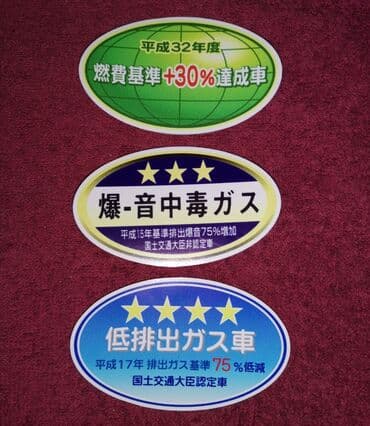 平成32年度
燃費基準+30%達成車
★★★
爆-音中毒ガス
平成15年基準排出爆音75%増加
国土交通大臣非認定車
★★★★
低排出ガス車
平成17年 排出ガス基準 75%低減
国土交通大臣認定車